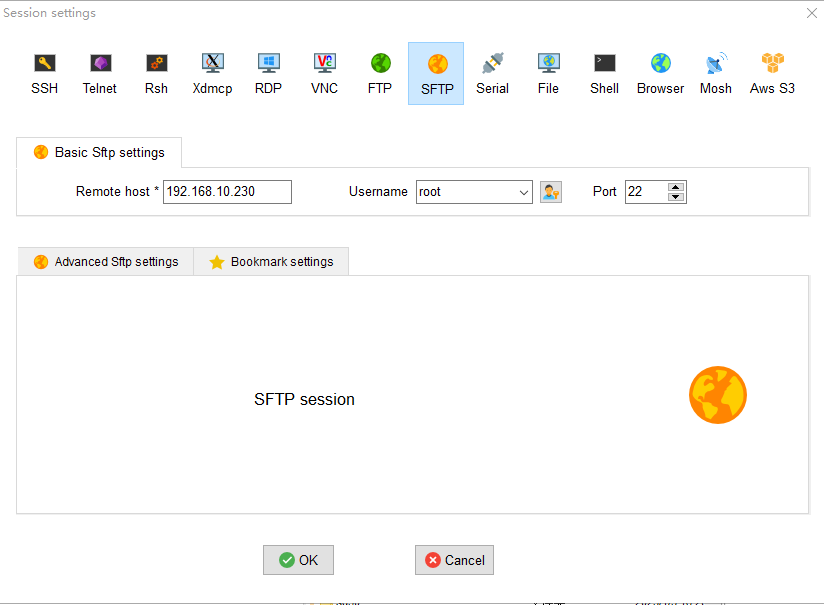 Session settings
SSH Telnet Rsh Xdmcp RDP VNC FTP SFTP Serial File Shell Browser Mosh Aws S3
Basic Sftp settings
Remote host * 192.168.10.230 Username root Port 22
Advanced Sftp settings Bookmark settings
SFTP session
OK Cancel